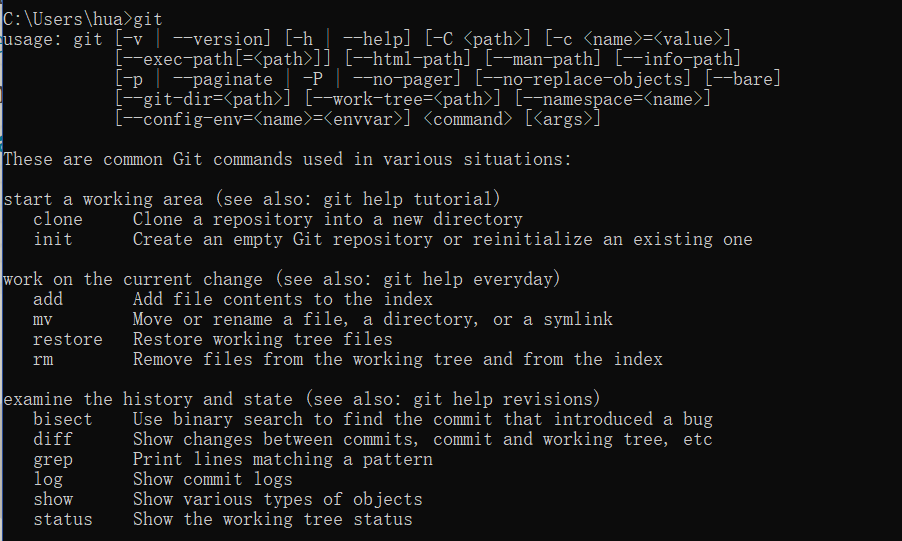 C:\Users\hua>git
usage: git [-v | --version] [-h | --help] [-C <path>] [-c <name>=<value>]
           [--exec-path[=<path>]] [--html-path] [--man-path] [--info-path]
           [-p | --paginate | -P | --no-pager] [--no-replace-objects] [--bare]
           [--git-dir=<path>] [--work-tree=<path>] [--namespace=<name>]
           [--config-env=<name>=<envvar>] <command> [<args>]

These are common Git commands used in various situations:

start a working area (see also: git help tutorial)
   clone     Clone a repository into a new directory
   init      Create an empty Git repository or reinitialize an existing one

work on the current change (see also: git help everyday)
   add       Add file contents to the index
   mv        Move or rename a file, a directory, or a symlink
   restore   Restore working tree files
   rm        Remove files from the working tree and from the index

examine the history and state (see also: git help revisions)
   bisect    Use binary search to find the commit that introduced a bug
   diff      Show changes between commits, commit and working tree, etc
   grep      Print lines matching a pattern
   log       Show commit logs
   show      Show various types of objects
   status    Show the working tree status